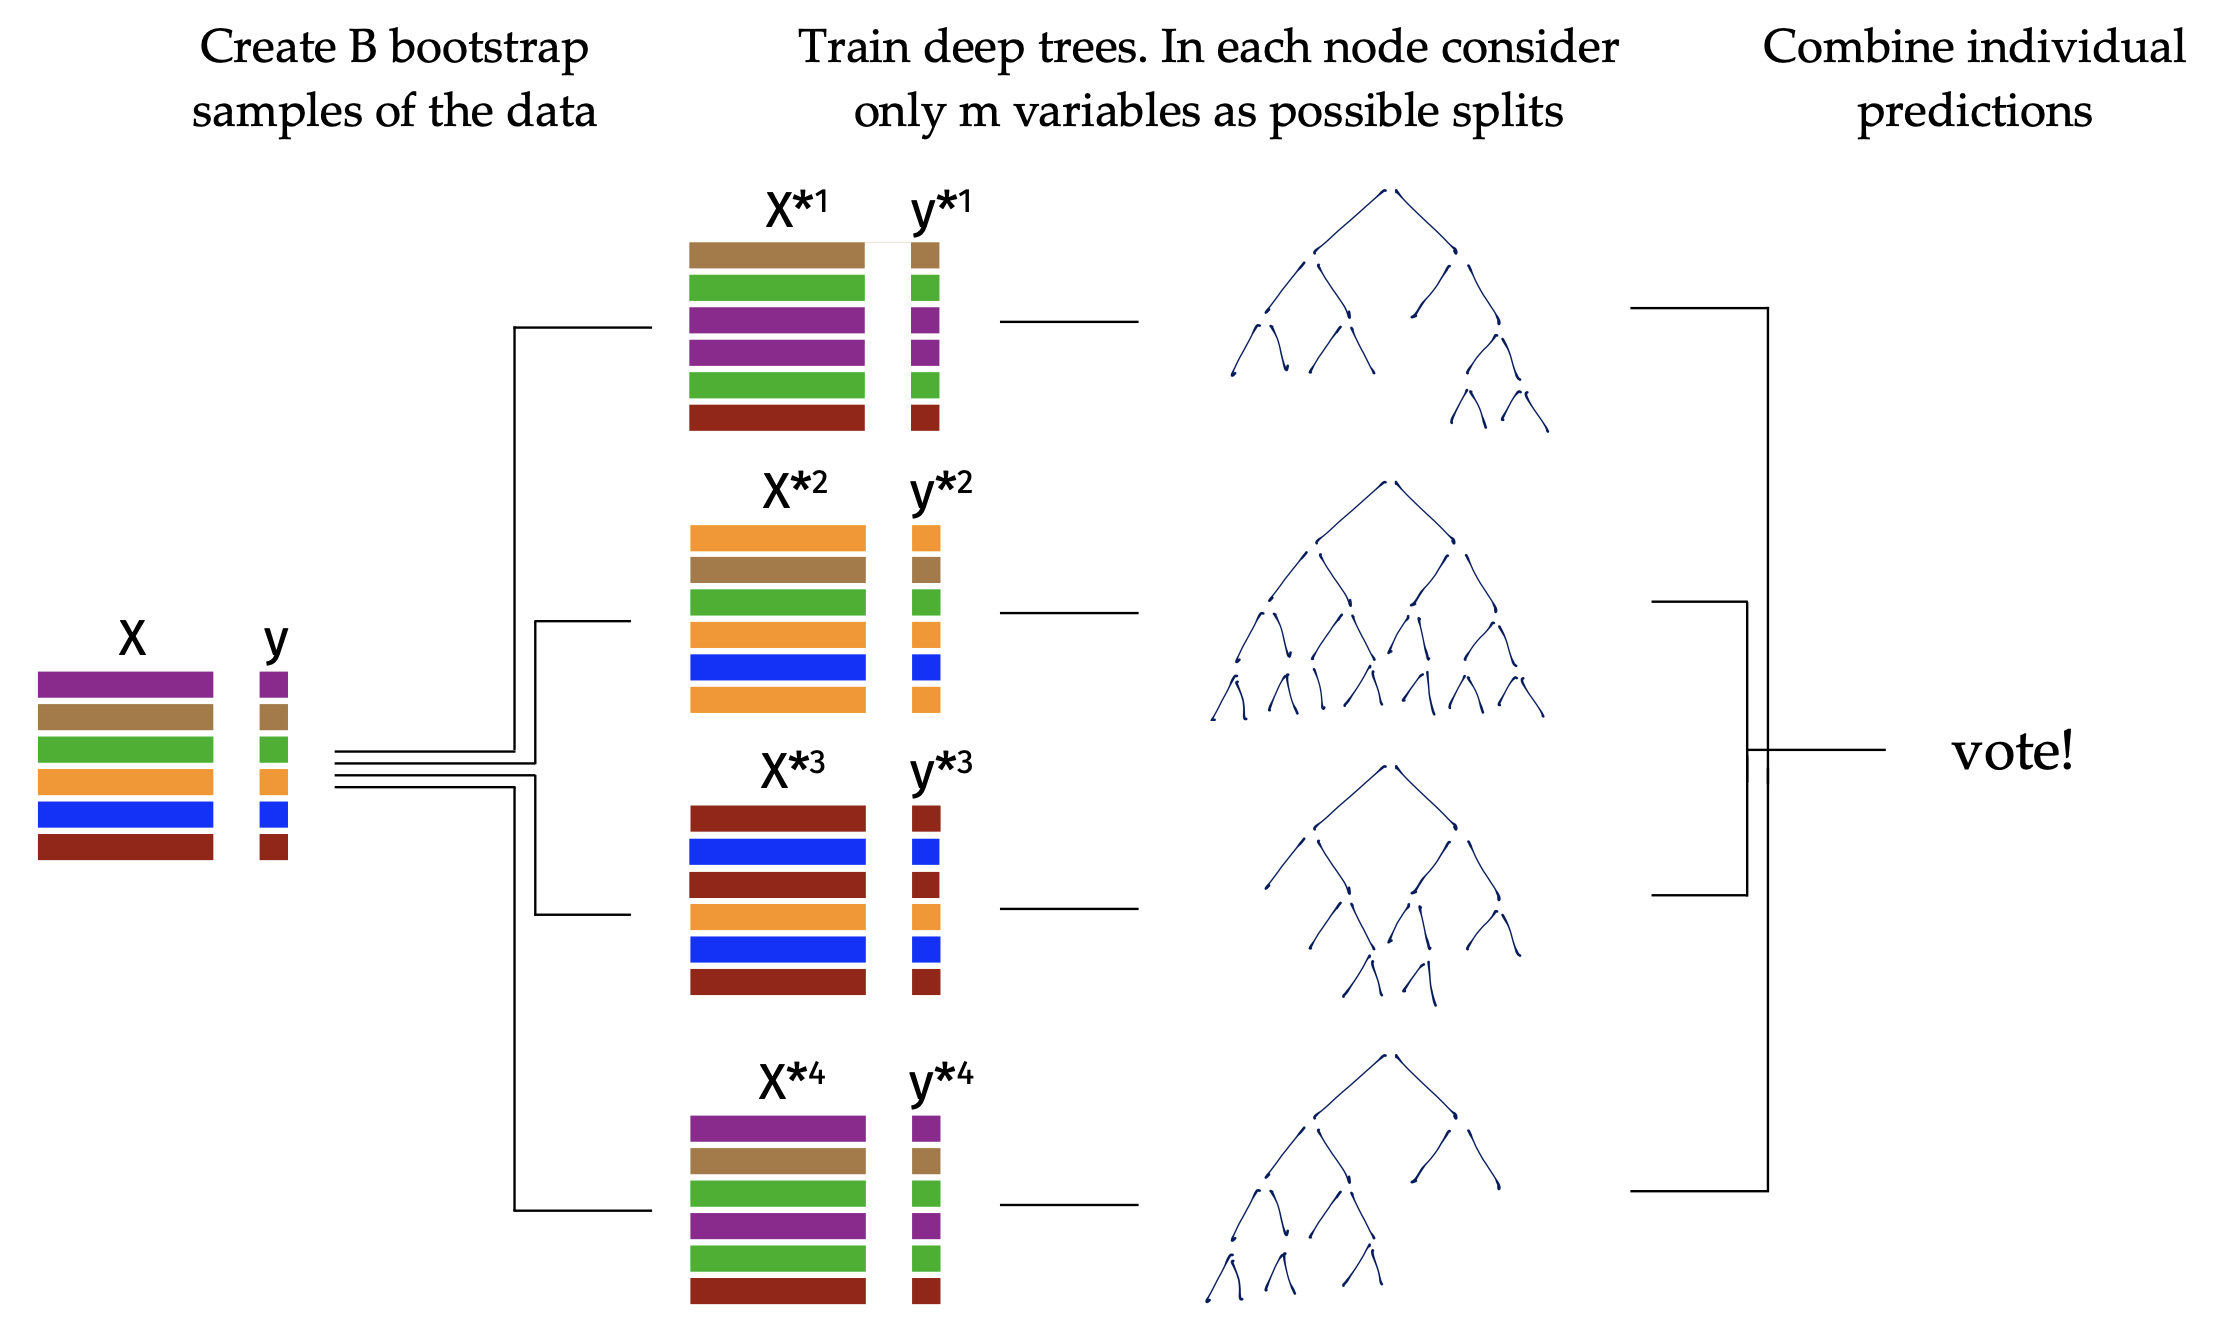 Create B bootstrap
samples of the data
Train deep trees. In each node consider
only m variables as possible splits
Combine individual
predictions
X*1 y*1
X*2 y*2
X y
X*3 y*3
vote!
X*4 y*4